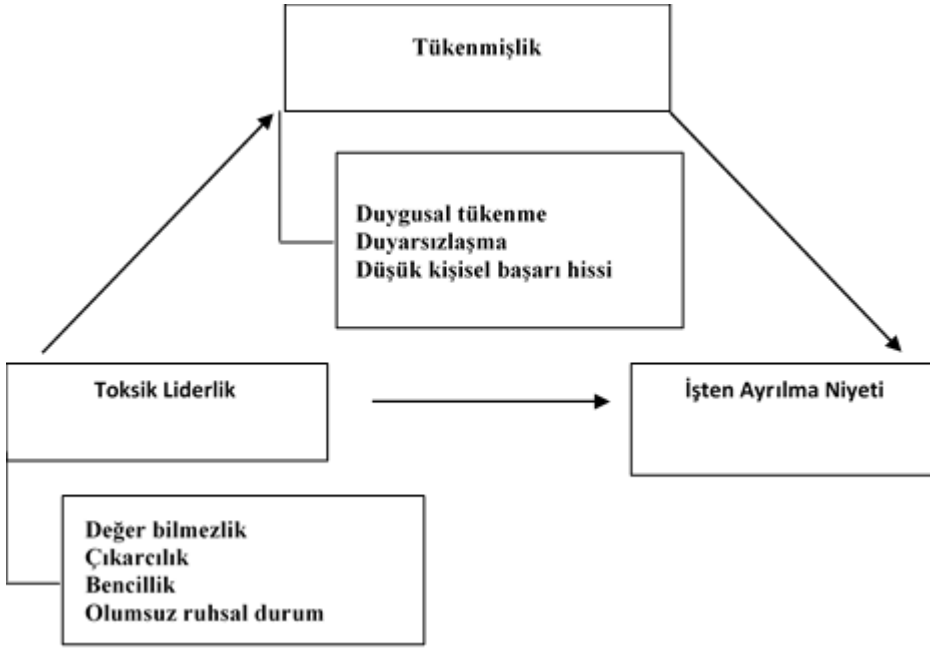 Tükenmişlik
Duygusal tükenme
Duyarsızlaşma
Düşük kişisel başarı hissi
Toksik Liderlik
İşten Ayrılma Niyeti
Değer bilmezlik
Çıkarcılık
Bencillik
Olumsuz ruhsal durum